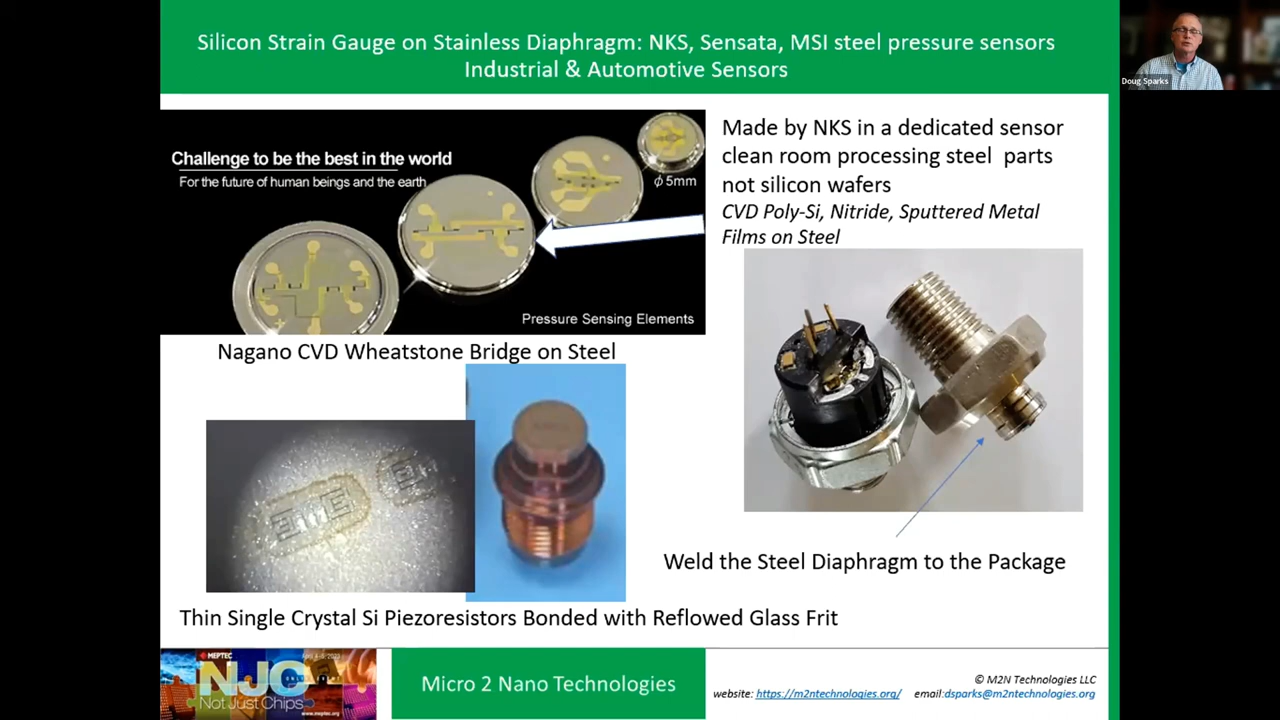 Silicon Strain Gauge on Stainless Diaphragm: NKS, Sensata, MSI steel pressure sensors
Industrial & Automotive Sensors
Doug Sparks
Challenge to be the best in the world
For the future of human beings and the earth
ϕ5mm
Pressure Sensing Elements
Nagano CVD Wheatstone Bridge on Steel
Made by NKS in a dedicated sensor
clean room processing steel parts
not silicon wafers
CVD Poly-Si, Nitride, Sputtered Metal
Films on Steel
Weld the Steel Diaphragm to the Package
Thin Single Crystal Si Piezoresistors Bonded with Reflowed Glass Frit
MEPTEC
NJC
Not Just Chips
www.meptec.org
Micro 2 Nano Technologies
© M2N Technologies LLC
website: https://m2ntechnologies.org/ email:dsparks@m2ntechnologies.org